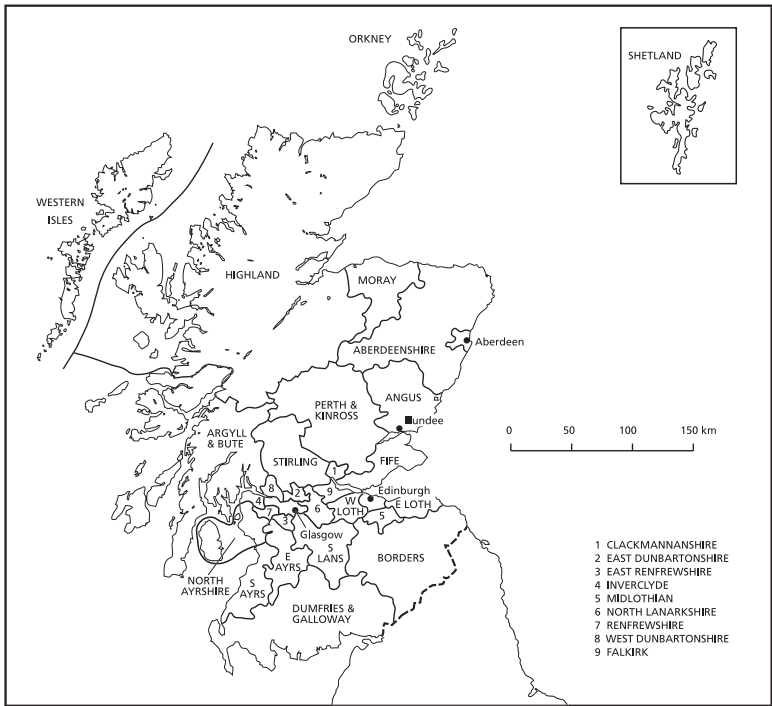 ORKNEY
SHETLAND
WESTERN
ISLES
HIGHLAND
MORAY
Aberdeen
ABERDEENSHIRE
ANGUS
PERTH &
KINROSS
undee
ARGYLL
& BUTE
STIRLING
FIFE
0 50 100 150 km
1
8
2
9
Edinburgh
4
W
LOTH
E LOTH
7
6
5
3
Glasgow
S
LANS
BORDERS
E
AYRS
NORTH
AYRSHIRE
S
AYRS
DUMFRIES &
GALLOWAY
1 CLACKMANNANSHIRE
2 EAST DUNBARTONSHIRE
3 EAST RENFREWSHIRE
4 INVERCLYDE
5 MIDLOTHIAN
6 NORTH LANARKSHIRE
7 RENFREWSHIRE
8 WEST DUNBARTONSHIRE
9 FALKIRK